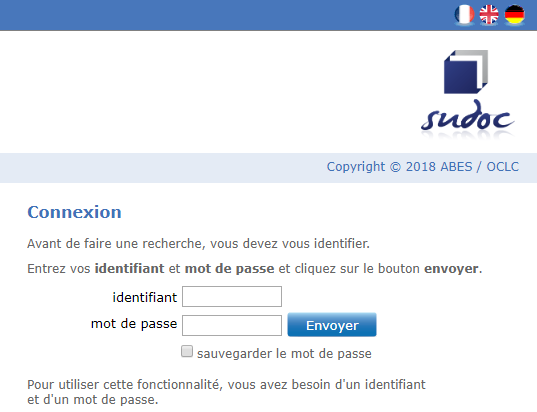 sudoc
Copyright © 2018 ABES / OCLC
Connexion
Avant de faire une recherche, vous devez vous identifier.
Entrez vos identifiant et mot de passe et cliquez sur le bouton envoyer.
identifiant
mot de passe Envoyer
sauvegarder le mot de passe
Pour utiliser cette fonctionnalité, vous avez besoin d'un identifiant
et d'un mot de passe.